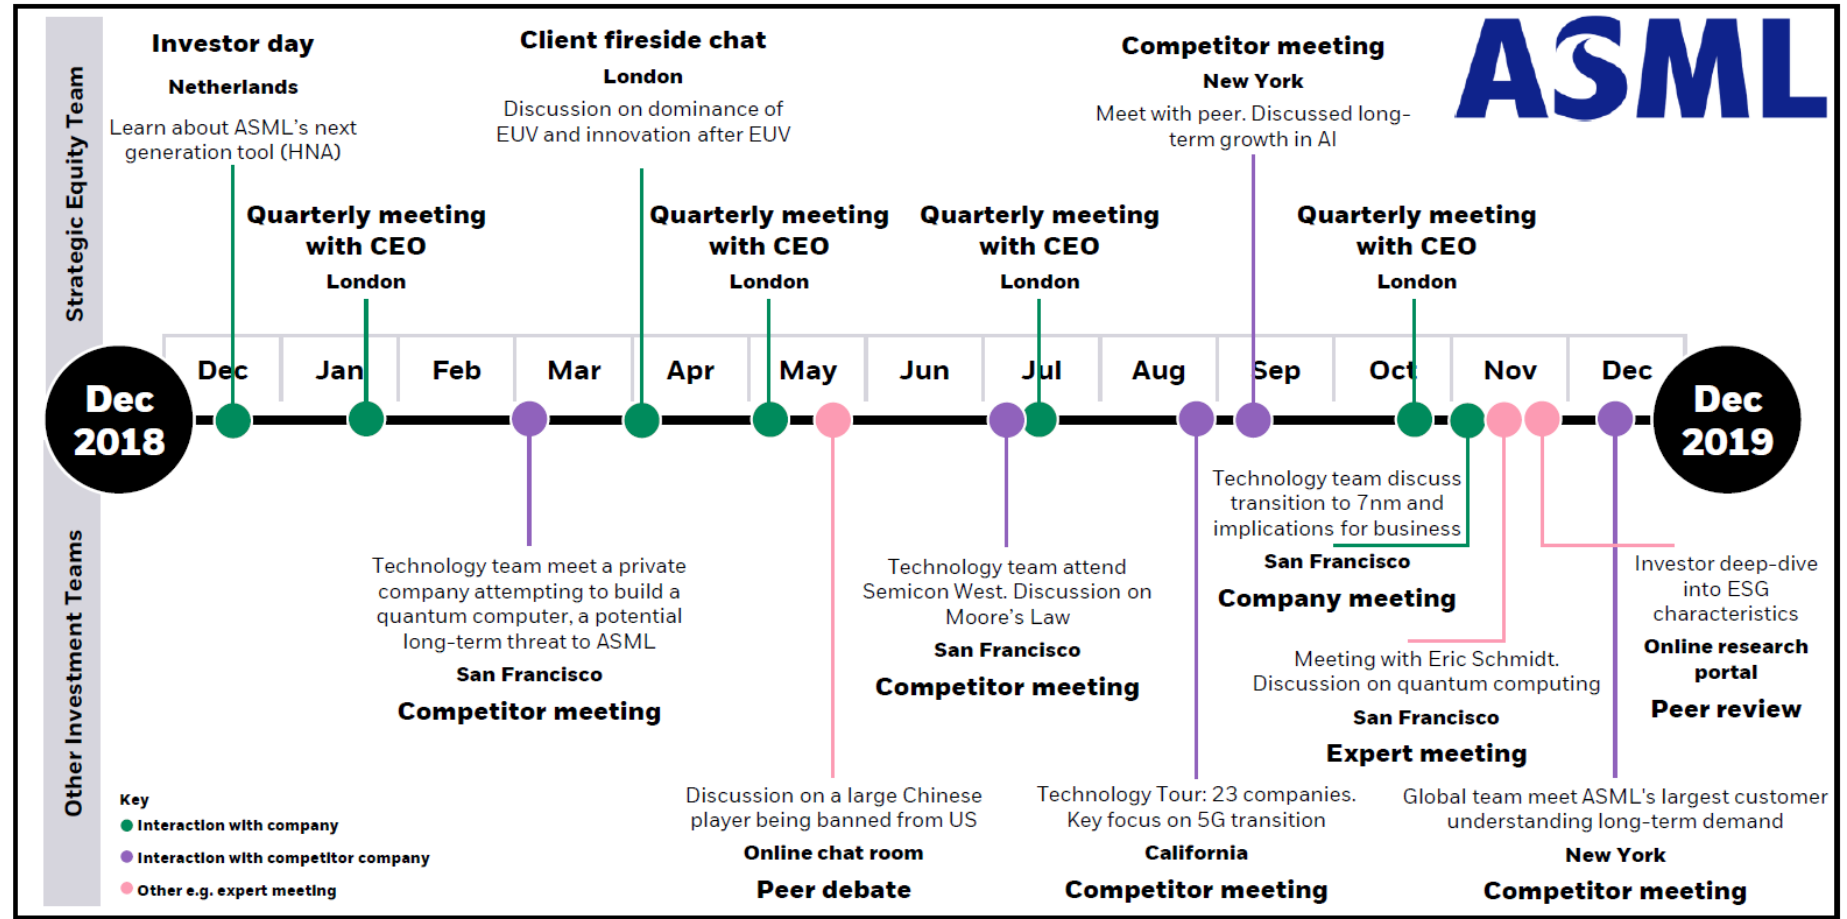 ASML
Strategic Equity Team
Investor day
Netherlands
Learn about ASML's next
generation tool (HNA)
Client fireside chat
London
Discussion on dominance of
EUV and innovation after EUV
Competitor meeting
New York
Meet with peer. Discussed long-
term growth in AI
Quarterly meeting
with CEO
London
Quarterly meeting
with CEO
London
Quarterly meeting
with CEO
London
Quarterly meeting
with CEO
London
Dec
2018
Dec Jan Feb Mar Apr May Jun Jul Aug Sep Oct Nov Dec
Dec
2019
Other Investment Teams
Technology team meet a private
company attempting to build a
quantum computer, a potential
long-term threat to ASML
San Francisco
Competitor meeting
Discussion on a large Chinese
player being banned from US
Online chat room
Peer debate
Technology team attend
Semicon West. Discussion on
Moore's Law
San Francisco
Competitor meeting
Technology Tour: 23 companies.
Key focus on 5G transition
California
Competitor meeting
Technology team discuss
transition to 7nm and
implications for business
San Francisco
Company meeting
Meeting with Eric Schmidt.
Discussion on quantum computing
San Francisco
Expert meeting
Investor deep-dive
into ESG
characteristics
Online research
portal
Peer review
Global team meet ASML's largest customer
understanding long-term demand
New York
Competitor meeting
Key
Interaction with company
Interaction with competitor company
Other e.g. expert meeting